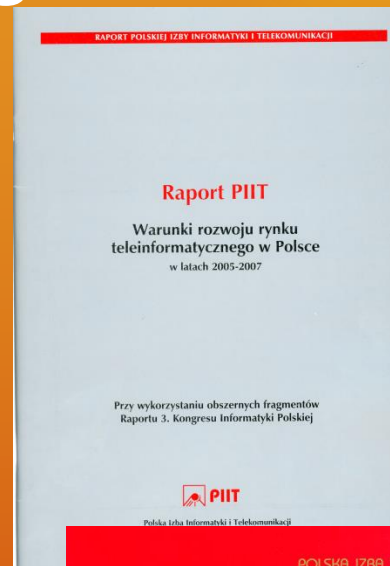 RAPORT POLSKIEJ IZBY INFORMATYKI I TELEKOMUNIKACJI
Raport PIIT
Warunki rozwoju rynku
teleinformatycznego w Polsce
w latach 2005-2007
Przy wykorzystaniu obszernych fragmentów
Raportu 3. Kongresu Informatyki Polskiej
PIIT
Polska Izba Informatyki i Telekomunikacji
POLSKA IZBA